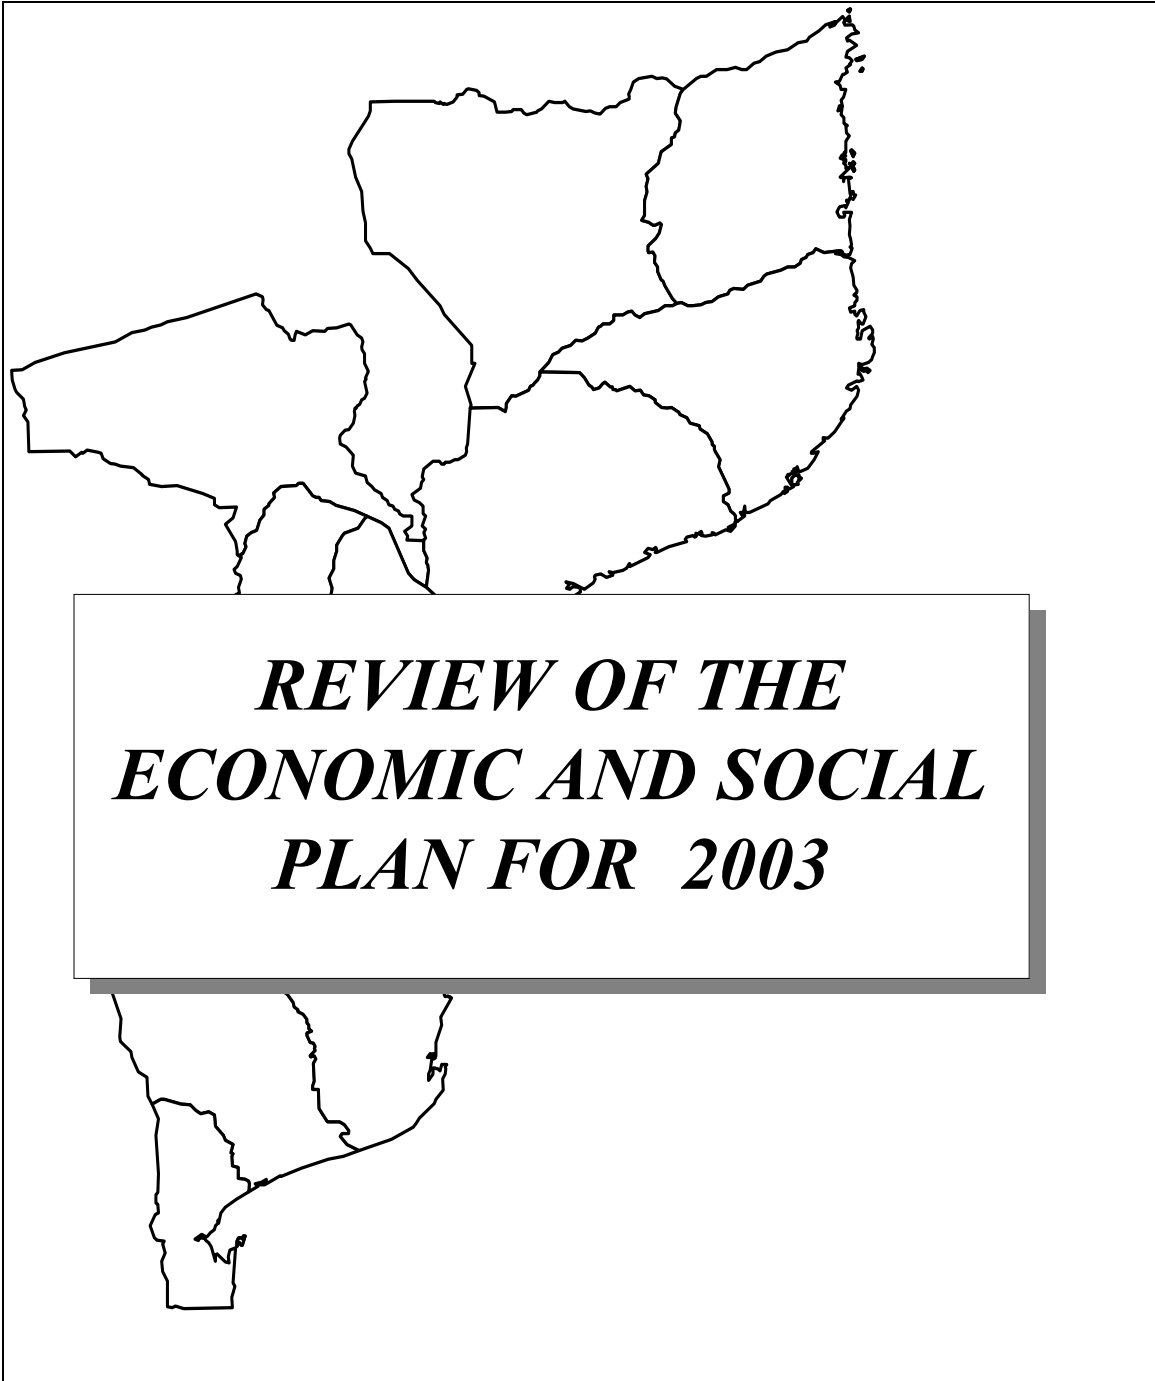 REVIEW OF THE
ECONOMIC AND SOCIAL
PLAN FOR 2003